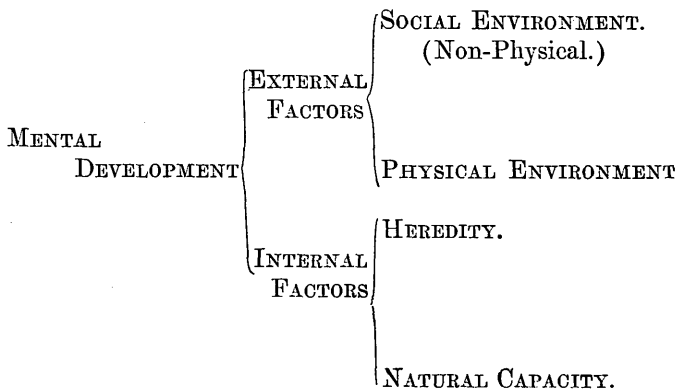 SOCIAL ENVIRONMENT.
(Non-Physical.)
EXTERNAL
FACTORS
MENTAL
DEVELOPMENT
PHYSICAL ENVIRONMENT
HEREDITY.
INTERNAL
FACTORS
NATURAL CAPACITY.